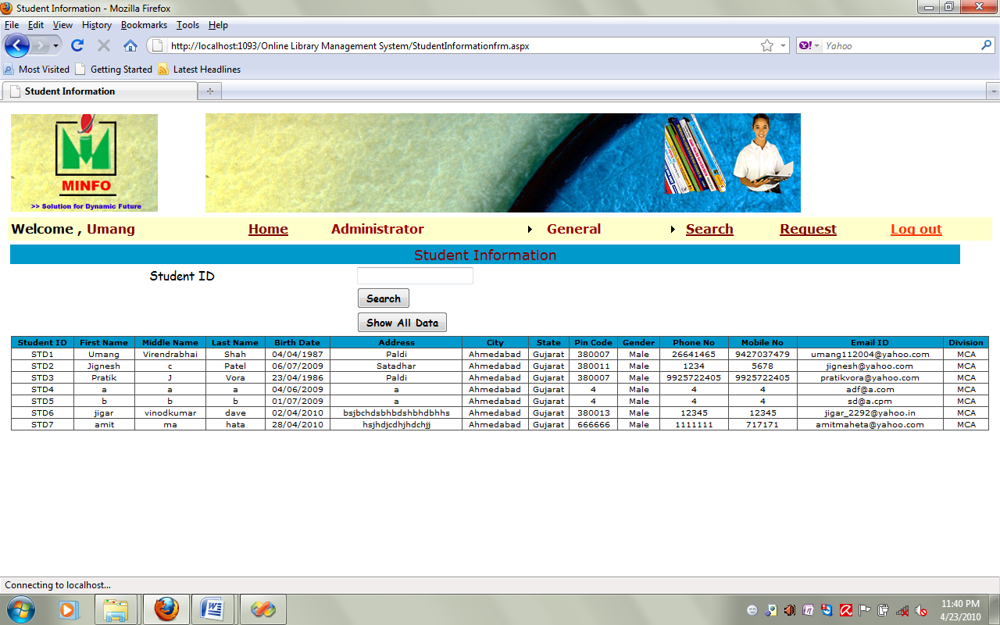 Student Information - Mozilla Firefox
File Edit View History Bookmarks Tools Help
http://localhost:1093/Online Library Management System/StudentInformationfrm.aspx
Y! Yahoo
Most Visited Getting Started Latest Headlines
Student Information
MINFO
>> Solution for Dynamic Future
Welcome , Umang Home Administrator General Search Request Log out
Student Information
Student ID
Search
Show All Data
Student ID First Name Middle Name Last Name Birth Date Address City State Pin Code Gender Phone No Mobile No Email ID Division
STD1 Umang Virendrabhai Shah 04/04/1987 Paldi Ahmedabad Gujarat 380007 Male 26641465 9427037479 umang112004@yahoo.com MCA
STD2 Jignesh c Patel 06/07/2009 Satadhar Ahmedabad Gujarat 380011 Male 1234 5678 jignesh@yahoo.com MCA
STD3 Pratik J Vora 23/04/1986 Paldi Ahmedabad Gujarat 380007 Male 9925722405 9925722405 pratikvora@yahoo.com MCA
STD4 a a a 04/06/2009 a Ahmedabad Gujarat 4 Male 4 4 adf@a.com MCA
STD5 b b b 01/07/2009 a Ahmedabad Gujarat 4 Male 4 4 sd@a.cpm MCA
STD6 jigar vinodkumar dave 02/04/2010 bsjbchdsbhbdshbhdbhhs Ahmedabad Gujarat 380013 Male 12345 12345 jigar_2292@yahoo.in MCA
STD7 amit ma hata 28/04/2010 hsjhdjcdhjhdchjj Ahmedabad Gujarat 666666 Male 1111111 717171 amitmaheta@yahoo.com MCA
Connecting to localhost...
11:40 PM
4/23/2010